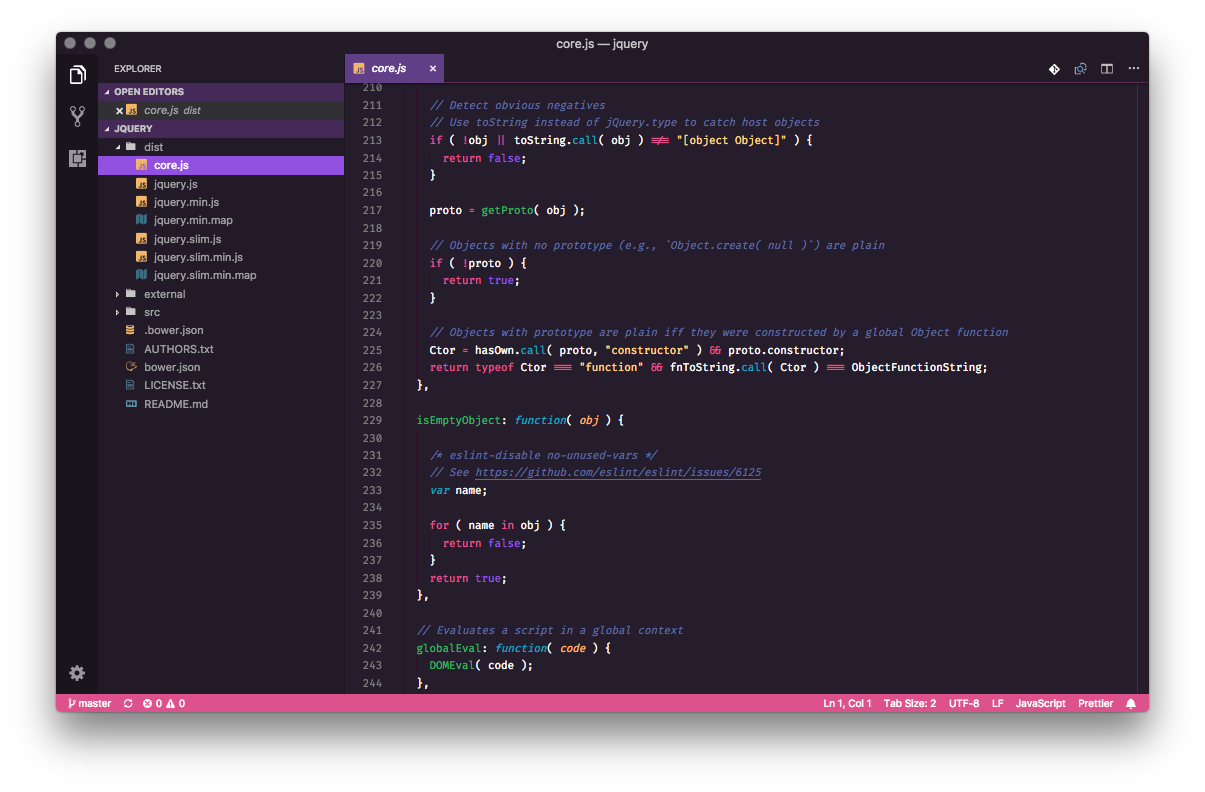 core.js — jquery
EXPLORER
OPEN EDITORS
core.js dist
JQUERY
dist
core.js
jquery.js
jquery.min.js
jquery.min.map
jquery.slim.js
jquery.slim.min.js
jquery.slim.min.map
external
src
.bower.json
AUTHORS.txt
bower.json
LICENSE.txt
README.md
core.js
210
211 // Detect obvious negatives
212 // Use toString instead of jQuery.type to catch host objects
213 if ( !obj || toString.call( obj ) !== "[object Object]" ) {
214 return false;
215 }
216
217 proto = getProto( obj );
218
219 // Objects with no prototype (e.g., `Object.create( null )`) are plain
220 if ( !proto ) {
221 return true;
222 }
223
224 // Objects with prototype are plain iff they were constructed by a global Object function
225 Ctor = hasOwn.call( proto, "constructor" ) && proto.constructor;
226 return typeof Ctor === "function" && fnToString.call( Ctor ) === ObjectFunctionString;
227 },
228
229 isEmptyObject: function( obj ) {
230
231 /* eslint-disable no-unused-vars */
232 // See https://github.com/eslint/eslint/issues/6125
233 var name;
234
235 for ( name in obj ) {
236 return false;
237 }
238 return true;
239 },
240
241 // Evaluates a script in a global context
242 globalEval: function( code ) {
243 DOMEval( code );
244 },
master 0 0 Ln 1, Col 1 Tab Size: 2 UTF-8 LF JavaScript Prettier